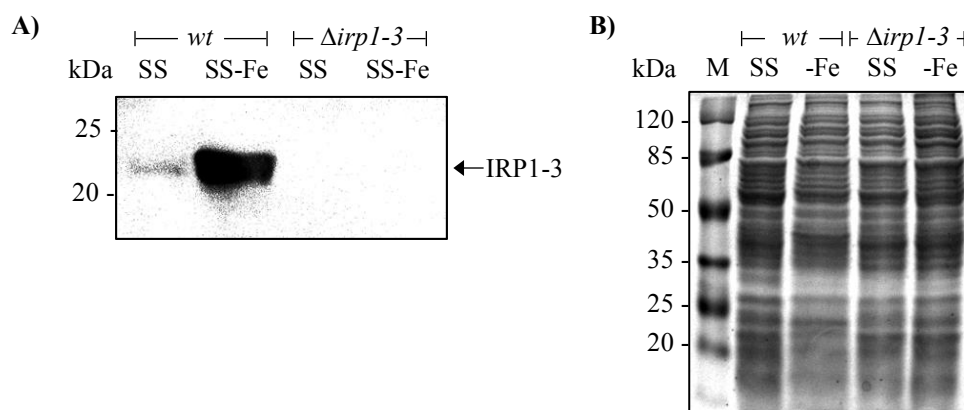 A)
wt Δirp1-3
kDa SS SS-Fe SS SS-Fe
25
20
IRP1-3
B)
wt Δirp1-3
kDa M SS -Fe SS -Fe
120
85
50
35
25
20